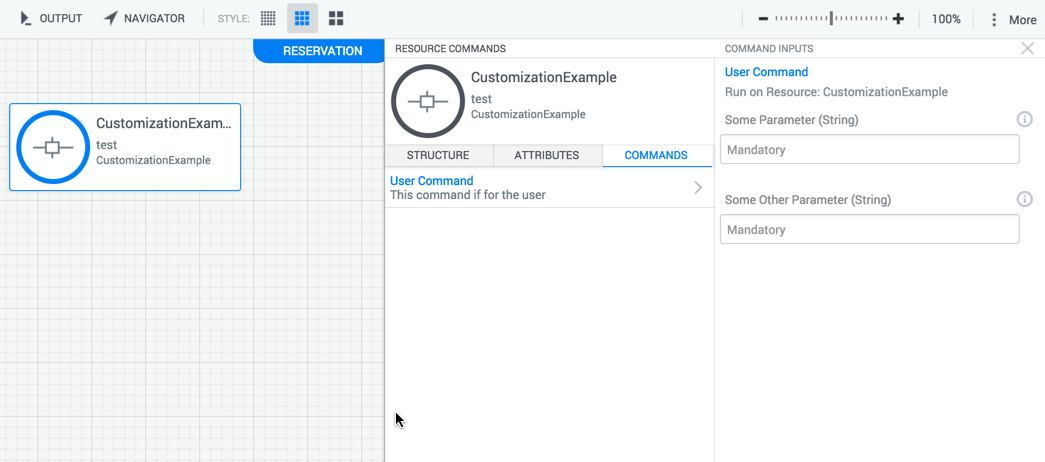 OUTPUT
NAVIGATOR
STYLE:
100%
More
RESERVATION
CustomizationExam...
test
CustomizationExample
RESOURCE COMMANDS
CustomizationExample
test
CustomizationExample
STRUCTURE
ATTRIBUTES
COMMANDS
User Command
This command if for the user
COMMAND INPUTS
User Command
Run on Resource: CustomizationExample
Some Parameter (String)
Mandatory
Some Other Parameter (String)
Mandatory